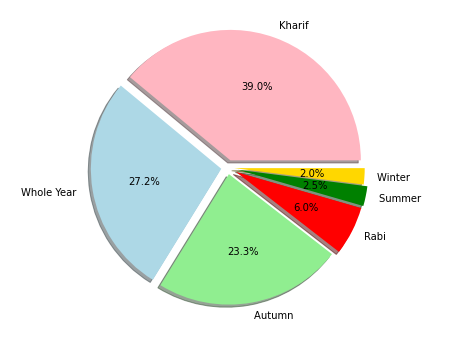 Kharif
39.0%
Whole Year
27.2%
2.0%
Winter
2.5%
Summer
6.0%
Rabi
23.3%
Autumn